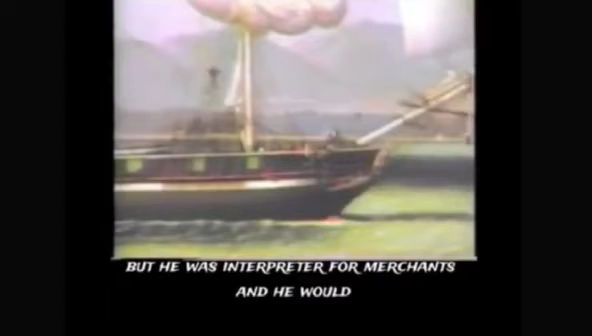 BUT HE WAS INTERPRETER FOR MERCHANTS
AND HE WOULD